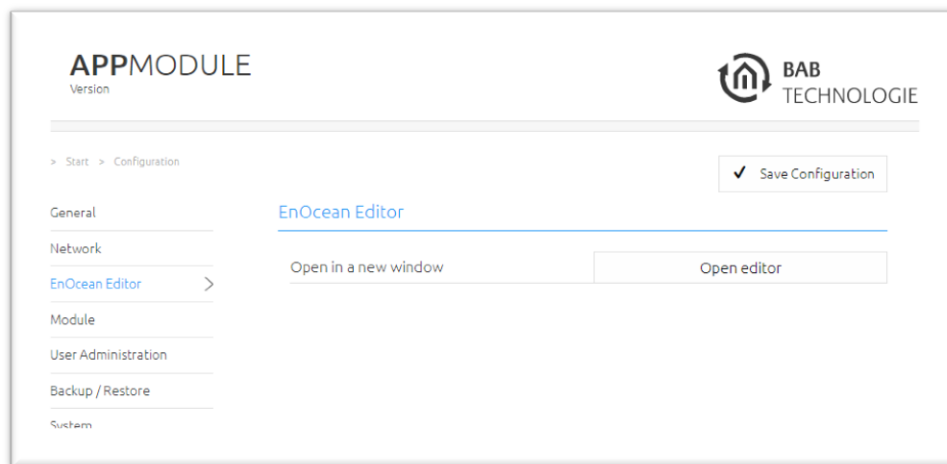 APPMODULE
Version
BAB
TECHNOLOGIE
> Start > Configuration
✓ Save Configuration
General
Network
EnOcean Editor >
Module
User Administration
Backup / Restore
System
EnOcean Editor
Open in a new window
Open editor